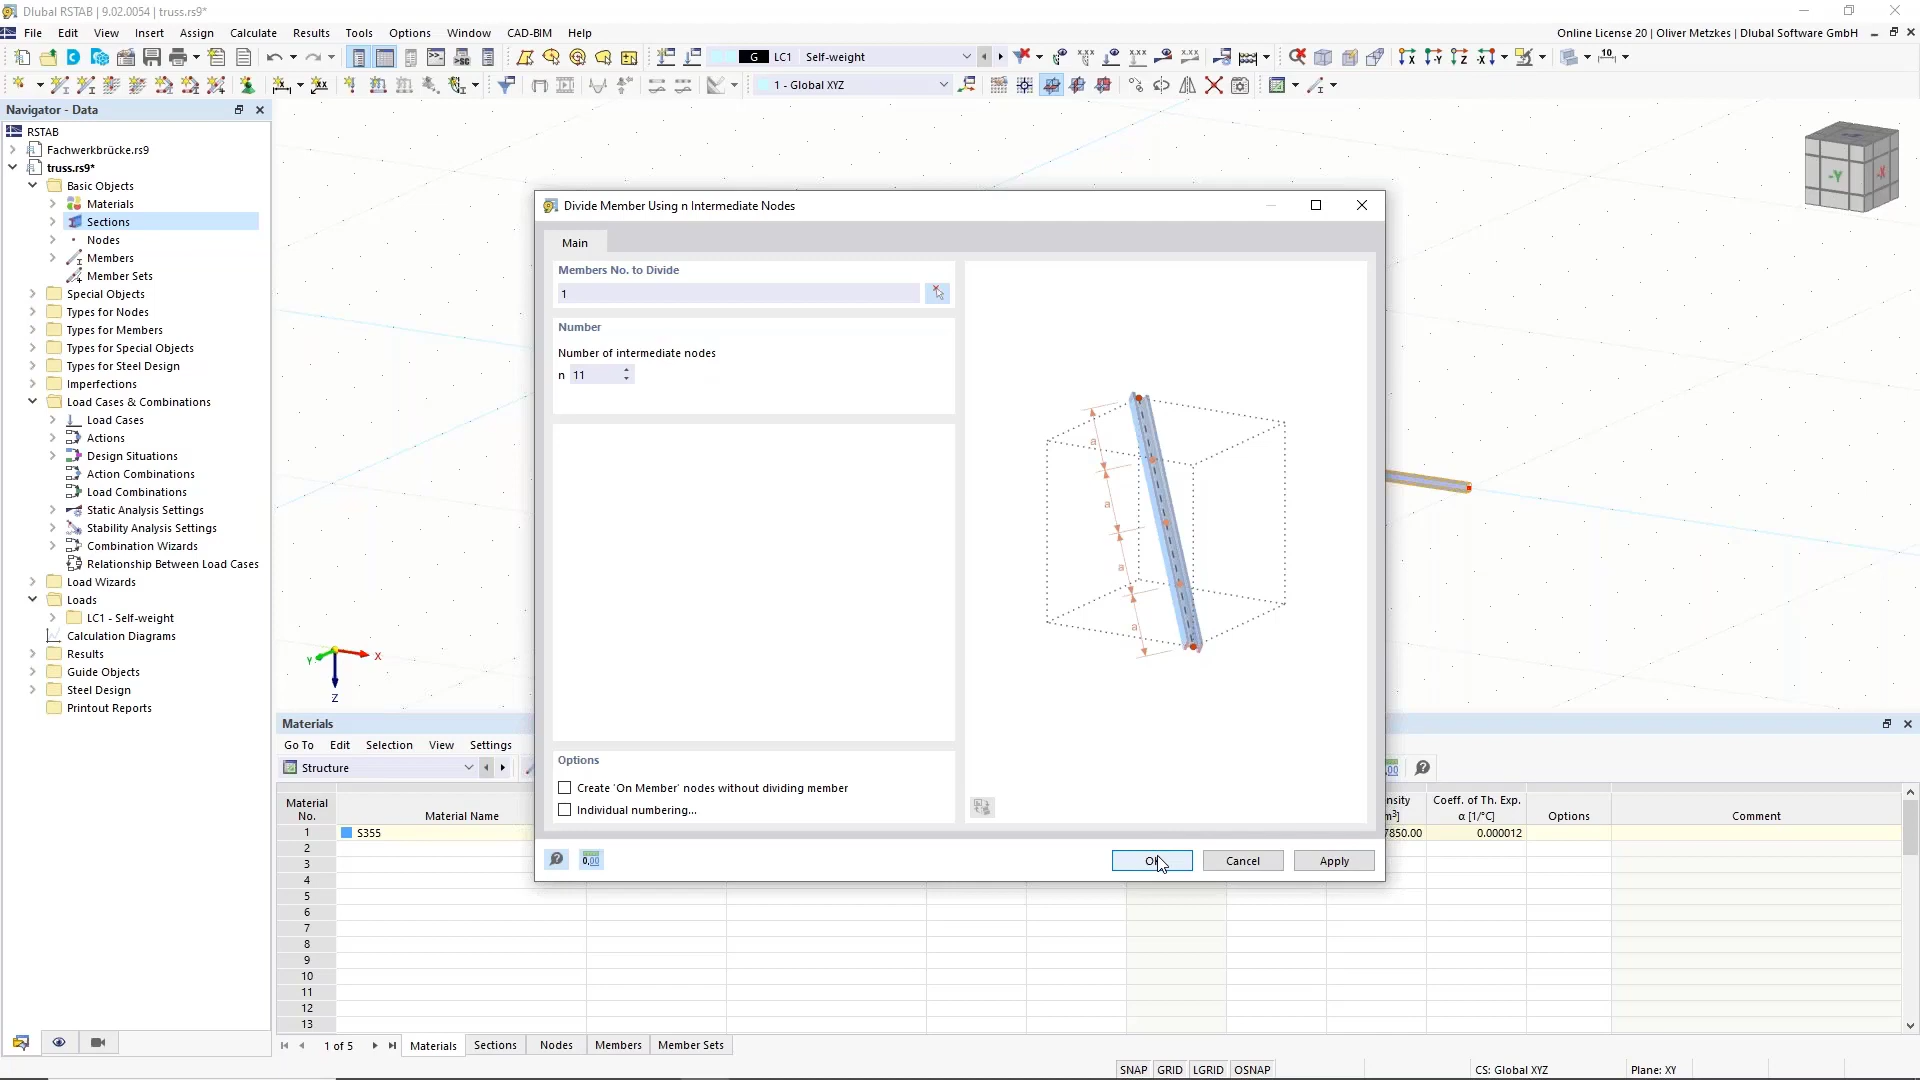 Dlubal RSTAB | 9.02.0054 | truss.rs9*
File Edit View Insert Assign Calculate Results Tools Options Window CAD-BIM Help
Online License 20 | Oliver Metzkes | Dlubal Software GmbH
G LC1 Self-weight
1 - Global XYZ
Navigator - Data
RSTAB
Fachwerkbrücke.rs9
truss.rs9*
Basic Objects
Materials
Sections
Nodes
Members
Member Sets
Special Objects
Types for Nodes
Types for Members
Types for Special Objects
Types for Steel Design
Imperfections
Load Cases & Combinations
Load Cases
Actions
Design Situations
Action Combinations
Load Combinations
Static Analysis Settings
Stability Analysis Settings
Combination Wizards
Relationship Between Load Cases
Load Wizards
Loads
LC1 - Self-weight
Calculation Diagrams
Results
Guide Objects
Steel Design
Printout Reports
-Y -X
Y X
Z
Divide Member Using n Intermediate Nodes
Main
Members No. to Divide
1
Number
Number of intermediate nodes
n 11
a
a
a
a
Options
Create 'On Member' nodes without dividing member
Individual numbering...
0,00
Cancel Apply
Materials
Go To Edit Selection View Settings
Structure
Material
No.
Material Name
Coeff. of Th. Exp.
α [1/°C]
Options
Comment
1 S355 7850.00 0.000012
2
3
4
5
6
7
8
9
10
11
12
13
1 of 5 Materials Sections Nodes Members Member Sets
SNAP GRID LGRID OSNAP
CS: Global XYZ
Plane: XY